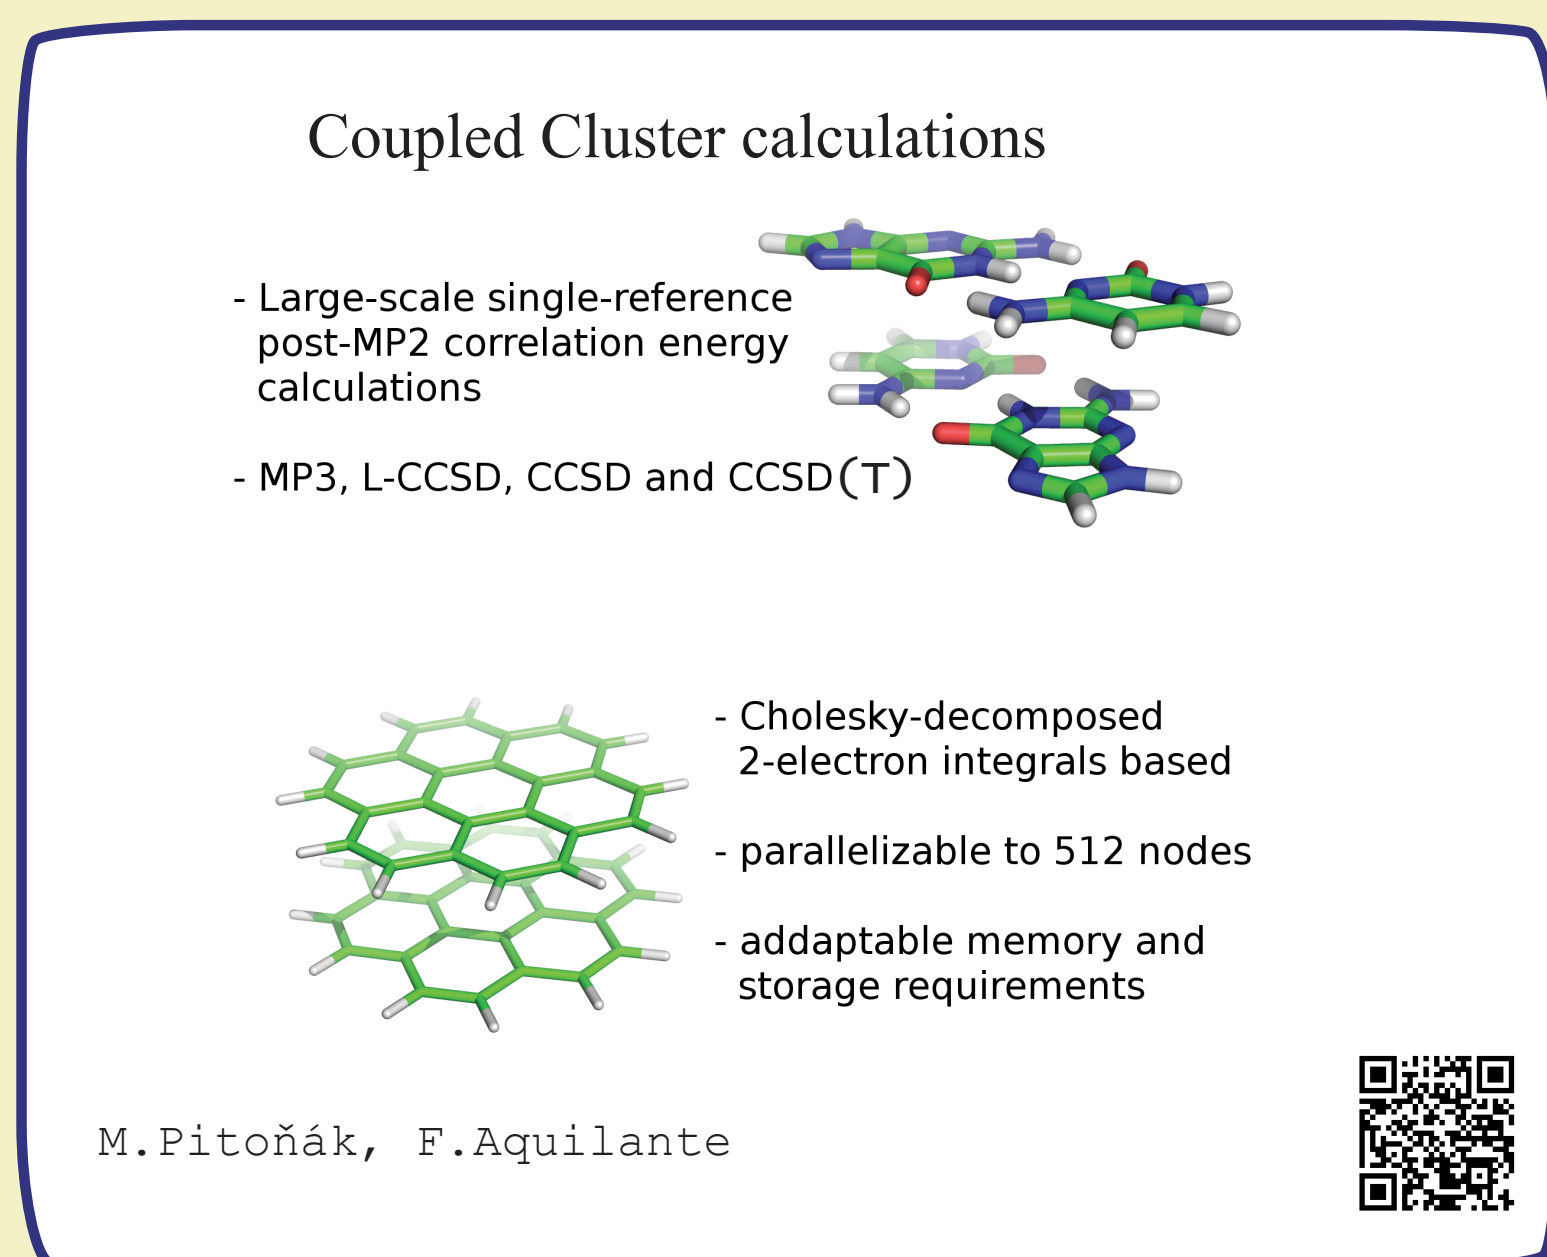 Coupled Cluster calculations
- Large-scale single-reference
post-MP2 correlation energy
calculations
- MP3, L-CCSD, CCSD and CCSD(T)
- Cholesky-decomposed
2-electron integrals based
- parallelizable to 512 nodes
- addaptable memory and
storage requirements
M.Pitoňák, F.Aquilante